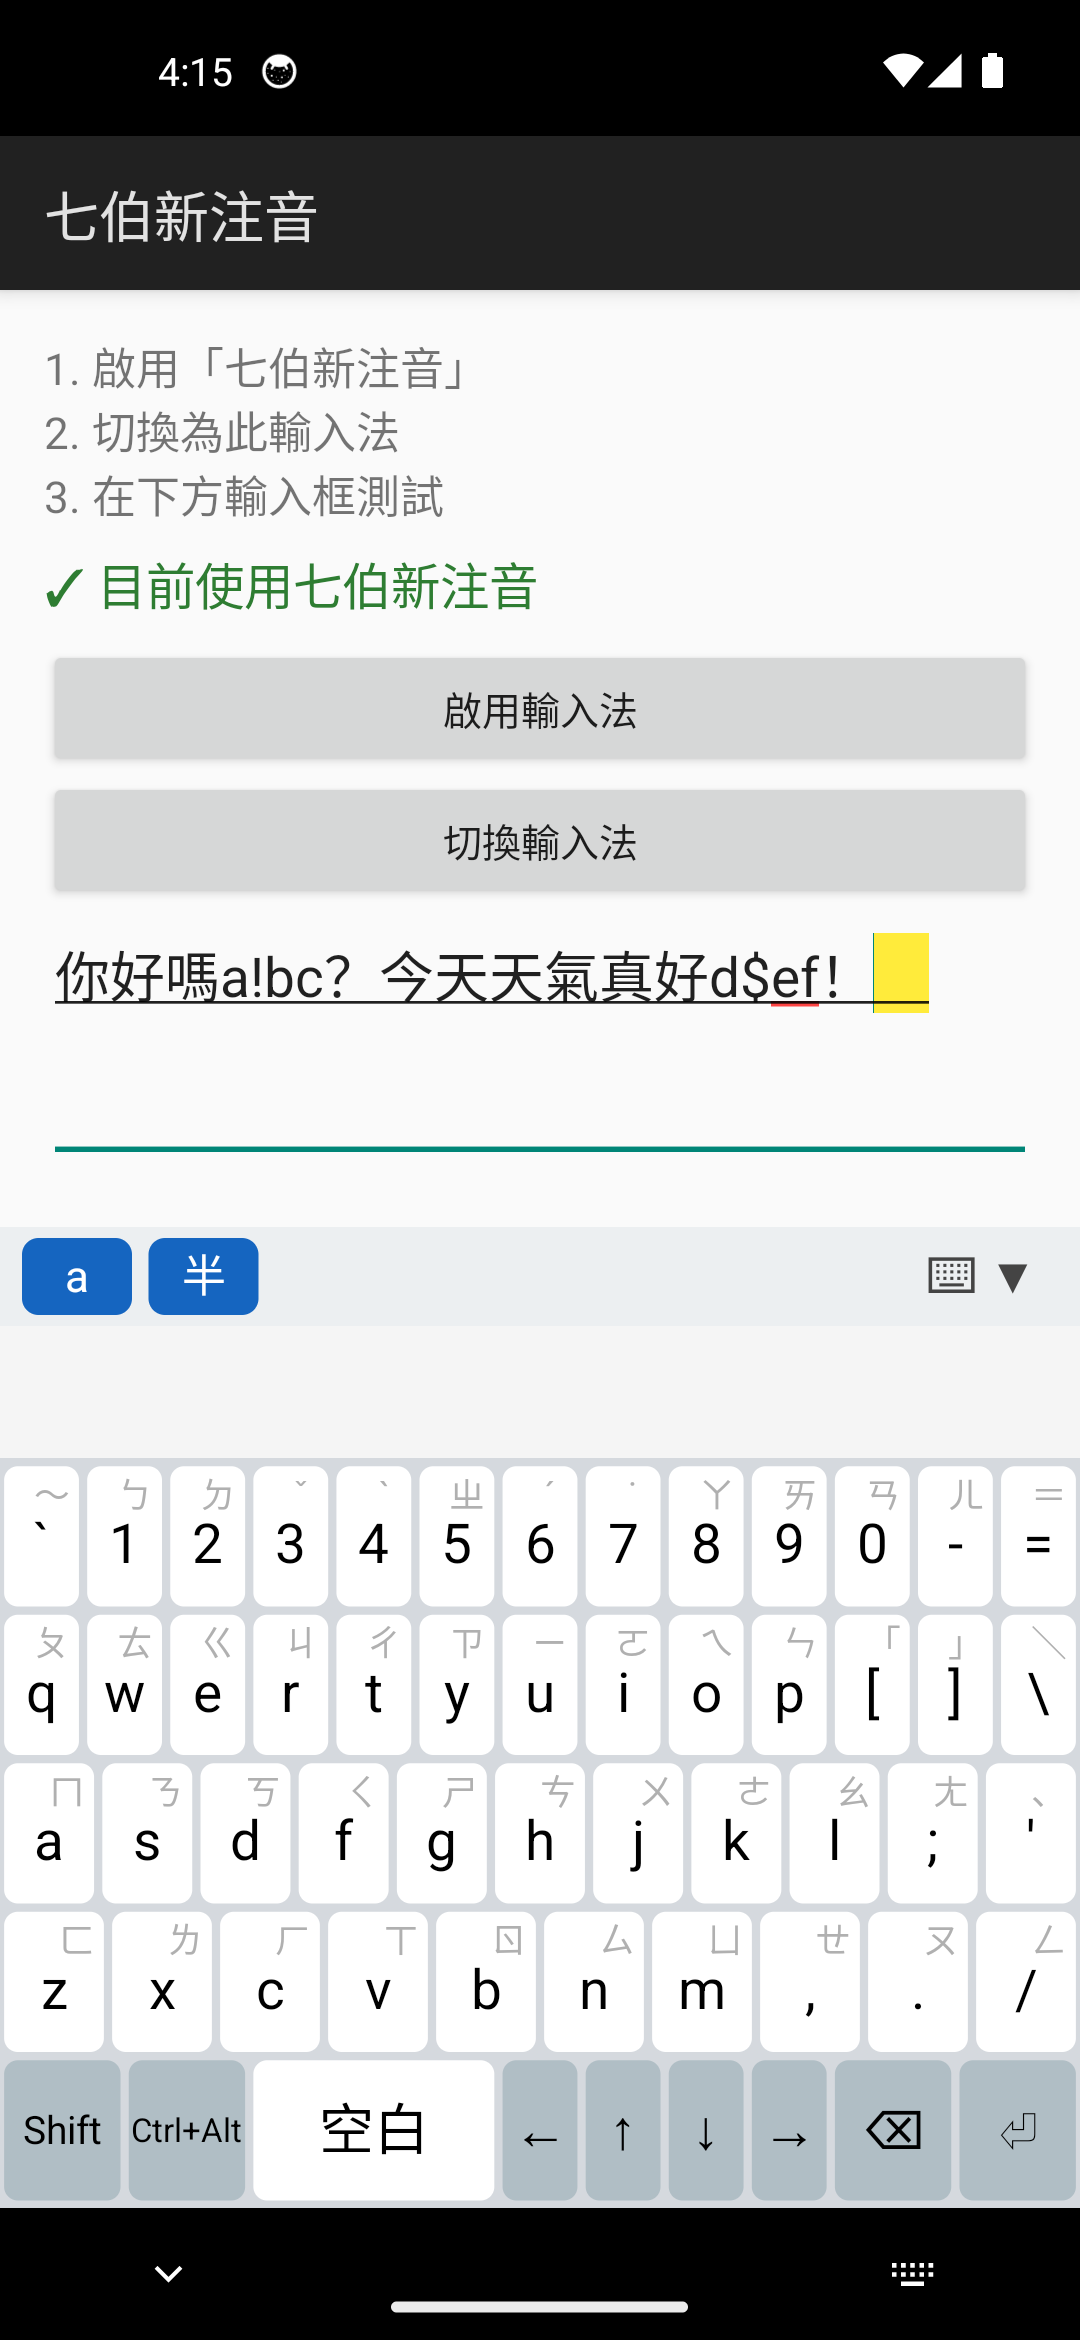 4:15
七伯新注音
1. 啟用「七伯新注音」
2. 切換為此輸入法
3. 在下方輸入框測試
✓ 目前使用七伯新注音
啟用輸入法
切換輸入法
你好嗎a!bc？今天天氣真好d$ef！
a 半 ▼
～ ㄅ ㄉ ˇ ˋ ㄓ ˊ ˙ ㄚ ㄞ ㄢ ㄦ ＝
` 1 2 3 4 5 6 7 8 9 0 - =
ㄆ ㄊ ㄍ ㄐ ㄔ ㄗ ㄧ ㄛ ㄟ ㄣ 「 」 ＼
q w e r t y u i o p [ ] \
ㄇ ㄋ ㄎ ㄑ ㄕ ㄘ ㄨ ㄜ ㄠ ㄤ 、
a s d f g h j k l ; '
ㄈ ㄌ ㄏ ㄒ ㄖ ㄙ ㄩ ㄝ ㄡ ㄥ
z x c v b n m , . /
Shift Ctrl+Alt 空白 ← ↑ ↓ → ⌫ ⏎